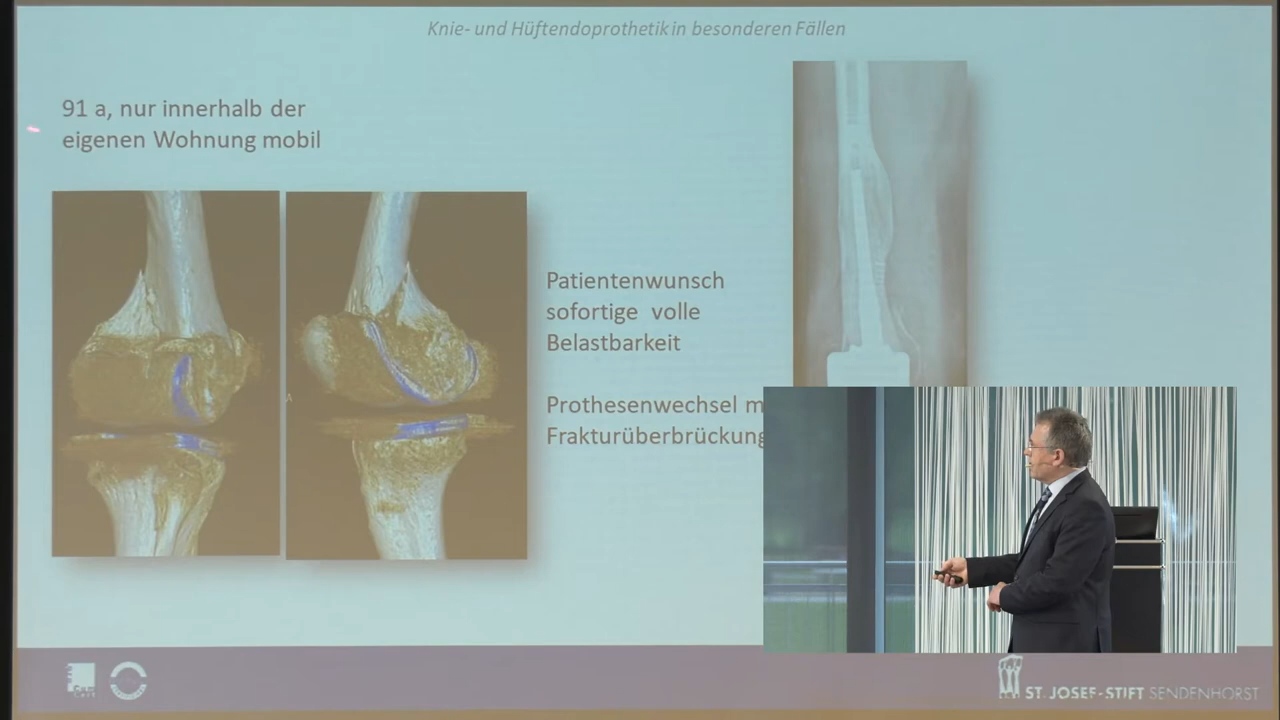 Knie- und Hüftendoprothetik in besonderen Fällen
91 a, nur innerhalb der
eigenen Wohnung mobil
Patientenwunsch
sofortige volle
Belastbarkeit
Prothesenwechsel m
Frakturüberbrückung
A
ST. JOSEF-STIFT SENDENHORST